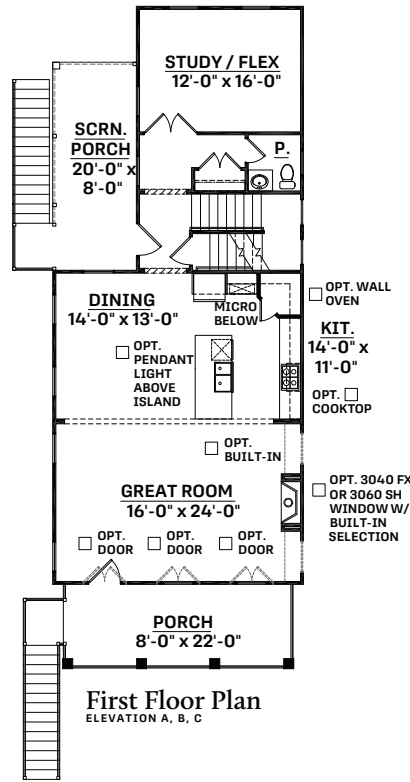 STUDY / FLEX
12'-0" x 16'-0"
SCRN.
PORCH
20'-0" x
8'-0"
P.
DINING
14'-0" x 13'-0"
MICRO
BELOW
OPT. WALL
OVEN
KIT.
14'-0" x
11'-0"
OPT.
PENDANT
LIGHT
ABOVE
ISLAND
OPT.
COOKTOP
OPT.
BUILT-IN
GREAT ROOM
16'-0" x 24'-0"
OPT. 3040 FX
OR 3060 SH
WINDOW W/
BUILT-IN
SELECTION
OPT.
DOOR
OPT.
DOOR
OPT.
DOOR
PORCH
8'-0" x 22'-0"
First Floor Plan
ELEVATION A, B, C